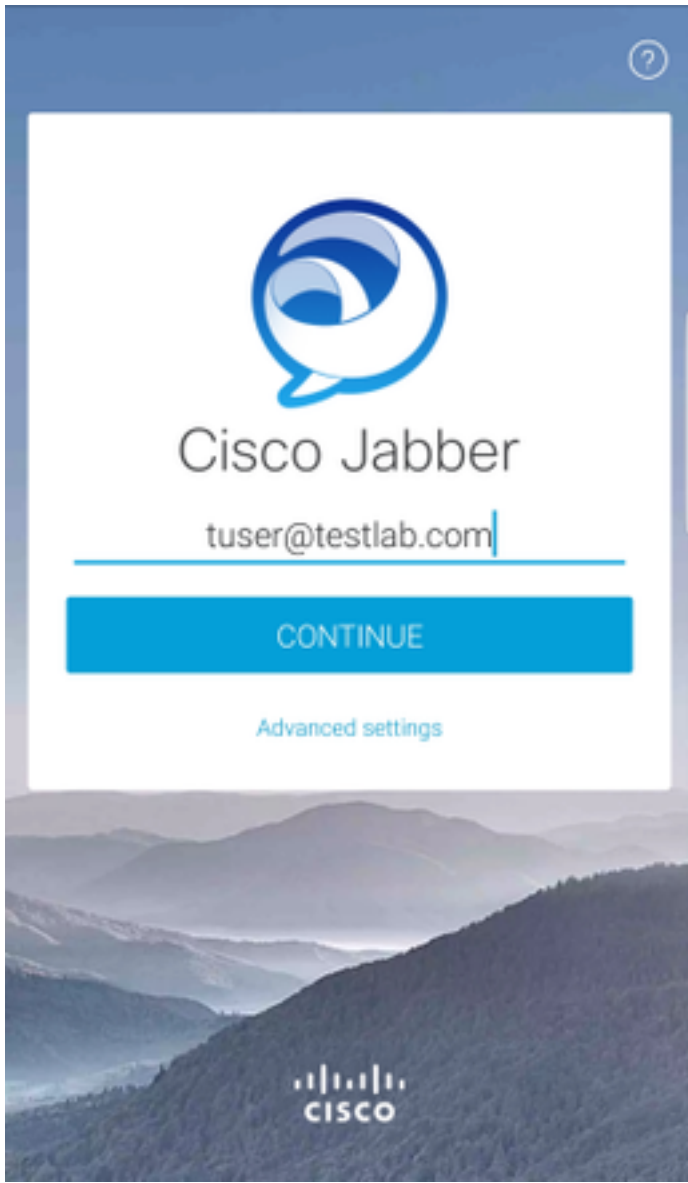 ?
Cisco Jabber
tuser@testlab.com
CONTINUE
Advanced settings
CISCO